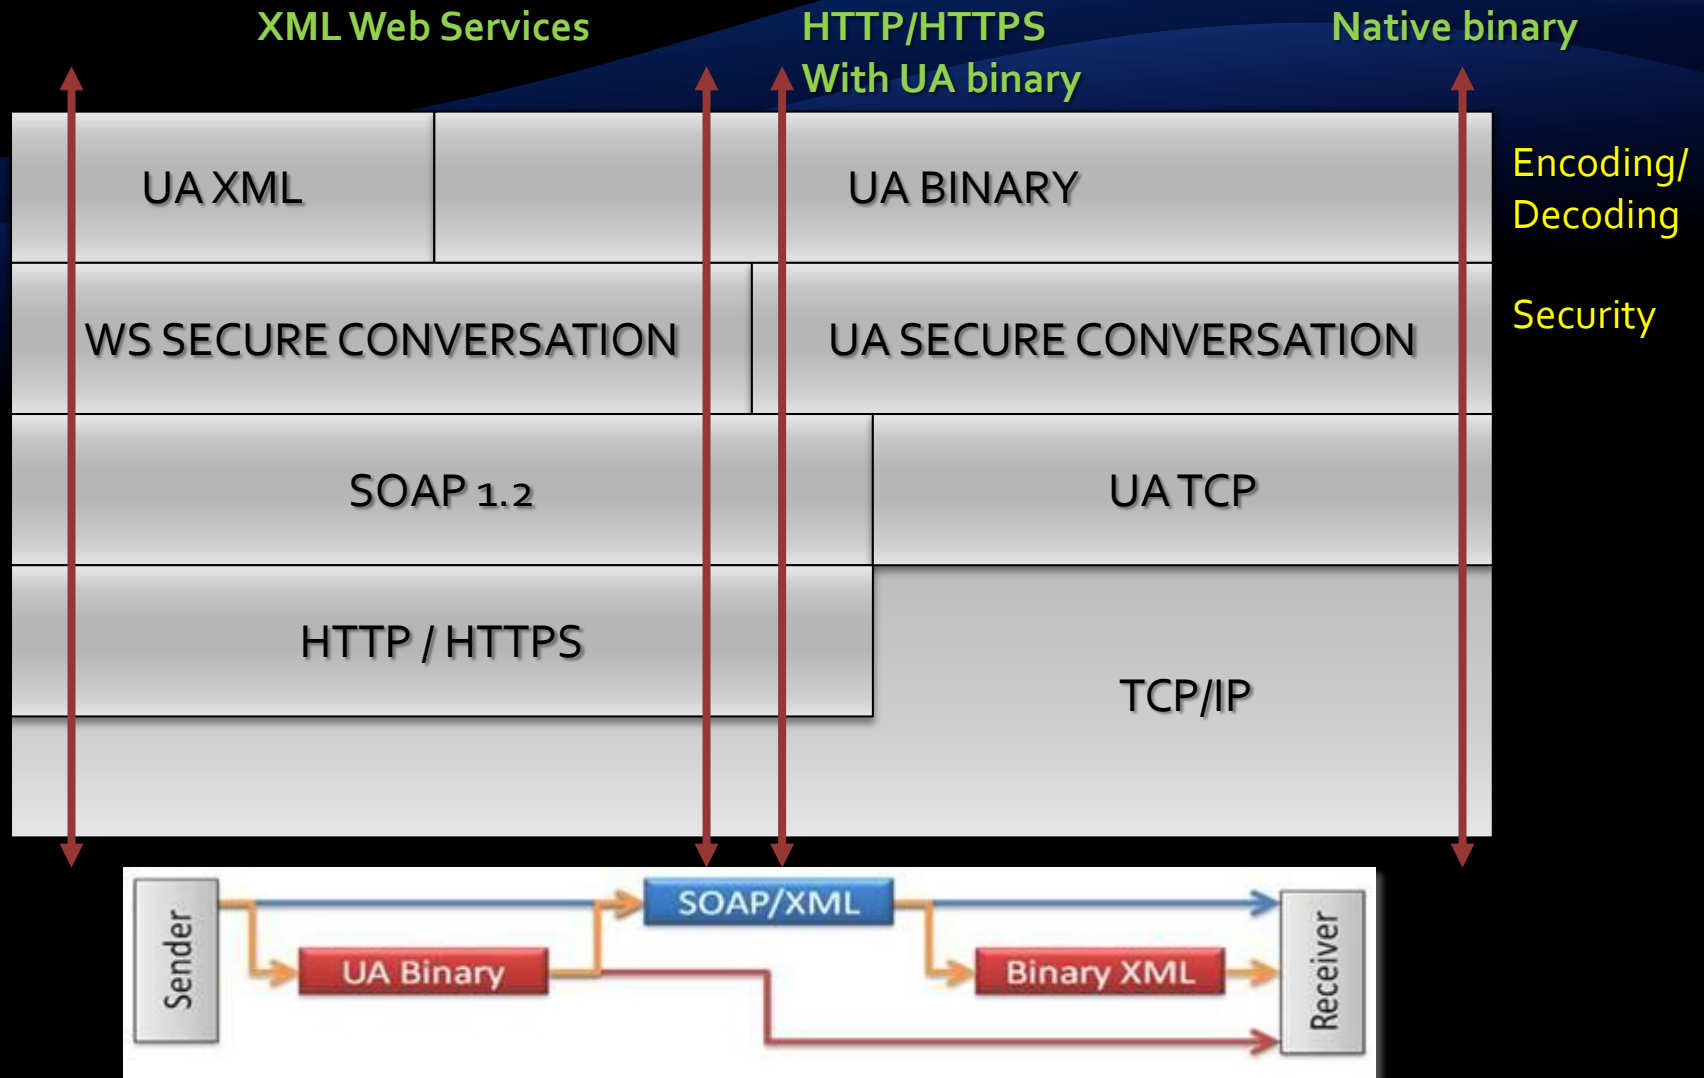 XML Web Services
HTTP/HTTPS
With UA binary
Native binary
UA XML
UA BINARY
Encoding/
Decoding
WS SECURE CONVERSATION
UA SECURE CONVERSATION
Security
SOAP 1.2
UA TCP
HTTP / HTTPS
TCP/IP
Sender
SOAP/XML
UA Binary
Binary XML
Receiver